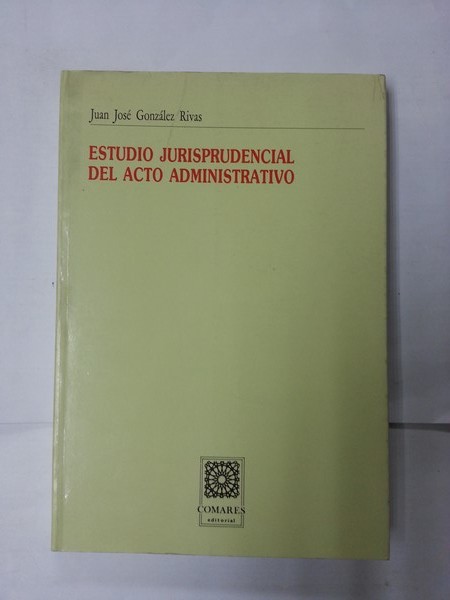 Juan José González Rivas
ESTUDIO JURISPRUDENCIAL
DEL ACTO ADMINISTRATIVO
COMARES
editorial